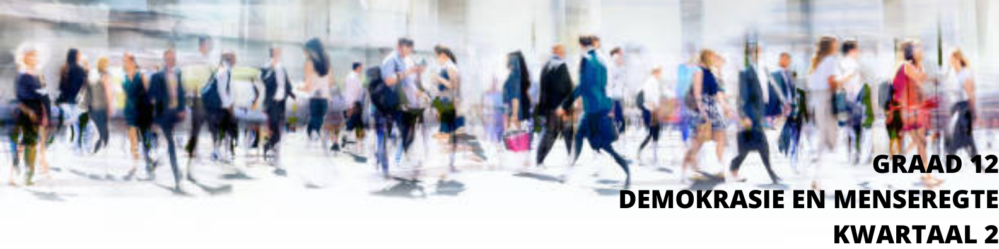 GRAAD 12
DEMOKRASIE EN MENSEREGTE
KWARTAAL 2